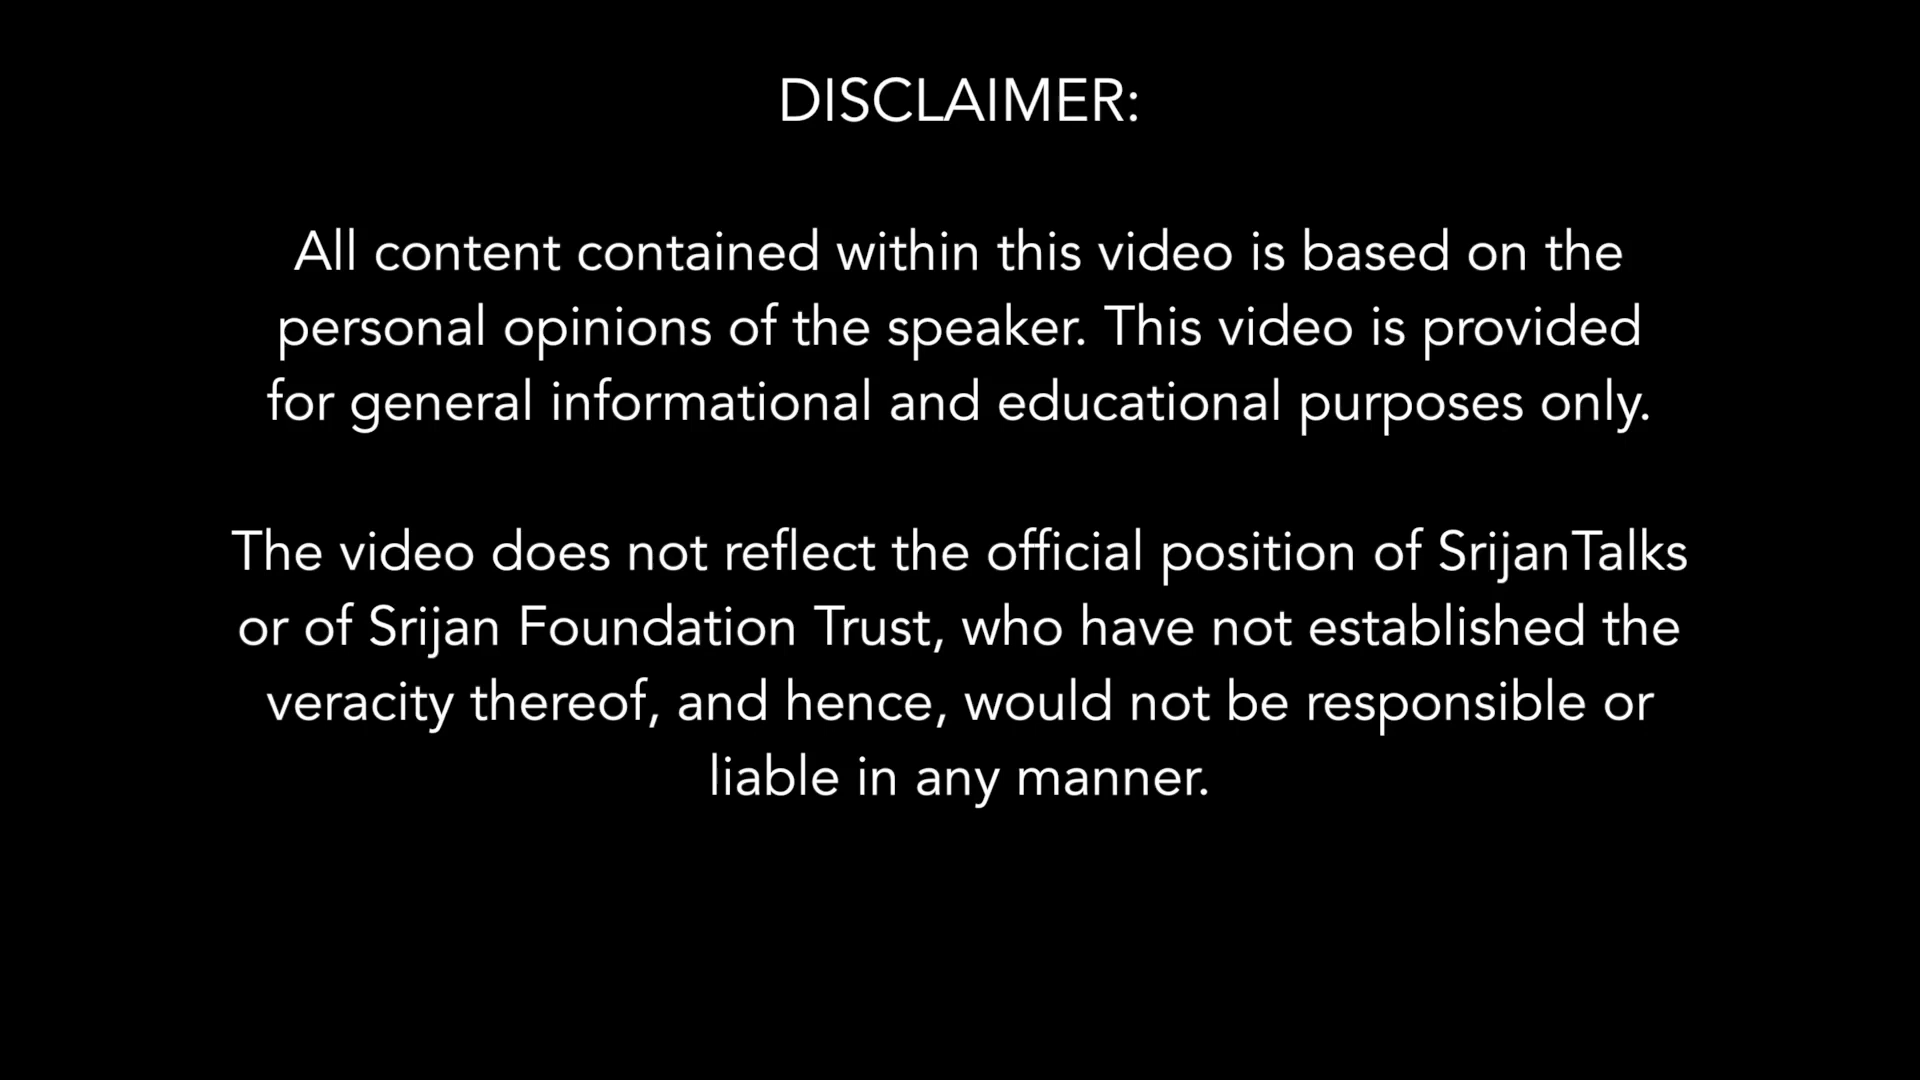 DISCLAIMER:
All content contained within this video is based on the
personal opinions of the speaker. This video is provided
for general informational and educational purposes only.
The video does not reflect the official position of SrijanTalks
or of Srijan Foundation Trust, who have not established the
veracity thereof, and hence, would not be responsible or
liable in any manner.